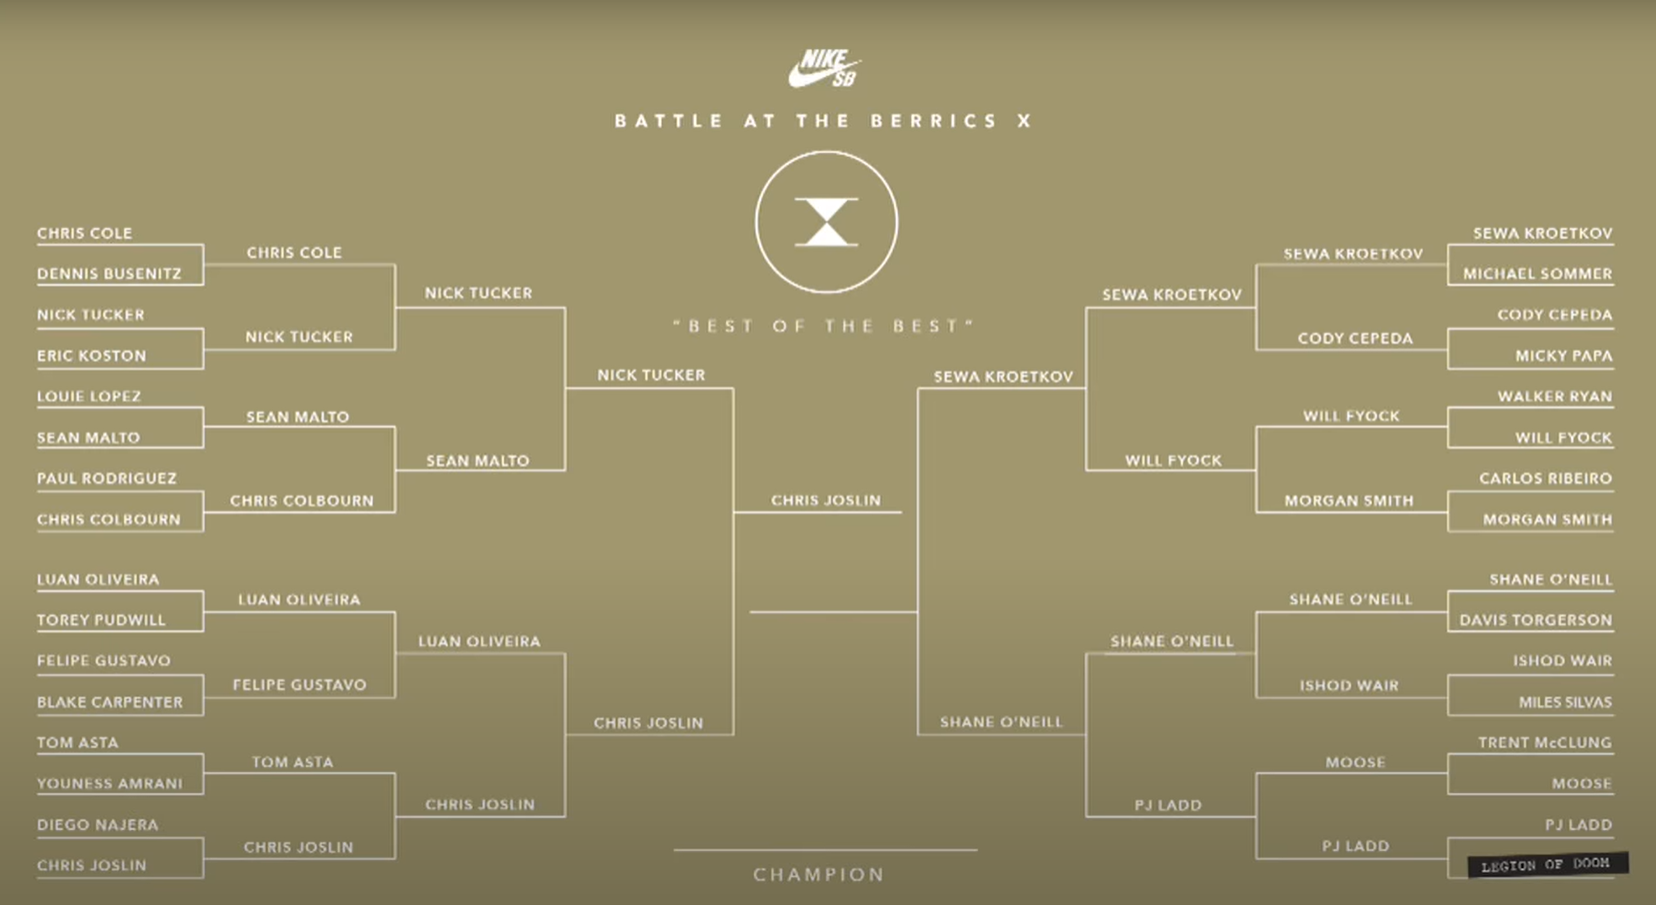 NIKE
SB
BATTLE AT THE BERRICS X
"BEST OF THE BEST"
CHRIS COLE
DENNIS BUSENITZ
NICK TUCKER
ERIC KOSTON
LOUIE LOPEZ
SEAN MALTO
PAUL RODRIGUEZ
CHRIS COLBOURN
LUAN OLIVEIRA
TOREY PUDWILL
FELIPE GUSTAVO
BLAKE CARPENTER
TOM ASTA
YOUNESS AMRANI
DIEGO NAJERA
CHRIS JOSLIN
CHRIS COLE
NICK TUCKER
SEAN MALTO
CHRIS COLBOURN
LUAN OLIVEIRA
FELIPE GUSTAVO
TOM ASTA
CHRIS JOSLIN
NICK TUCKER
SEAN MALTO
LUAN OLIVEIRA
CHRIS JOSLIN
NICK TUCKER
CHRIS JOSLIN
CHRIS JOSLIN
SEWA KROETKOV
SHANE O'NEILL
SEWA KROETKOV
WILL FYOCK
SHANE O'NEILL
PJ LADD
SEWA KROETKOV
CODY CEPEDA
WILL FYOCK
MORGAN SMITH
SHANE O'NEILL
ISHOD WAIR
MOOSE
PJ LADD
SEWA KROETKOV
MICHAEL SOMMER
CODY CEPEDA
MICKY PAPA
WALKER RYAN
WILL FYOCK
CARLOS RIBEIRO
MORGAN SMITH
SHANE O'NEILL
DAVIS TORGERSON
ISHOD WAIR
MILES SILVAS
TRENT McCLUNG
MOOSE
PJ LADD
LEGION OF DOOM
CHAMPION